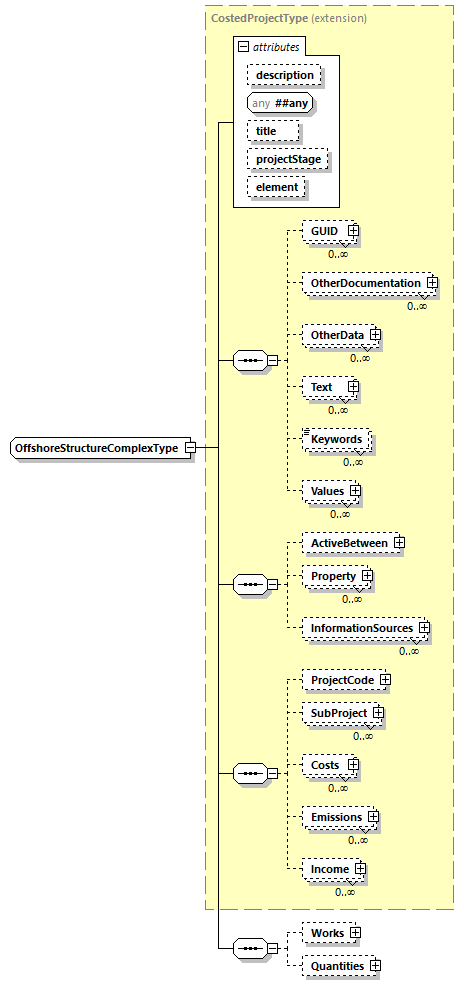 CostedProjectType (extension)
attributes
description
any ##any
title
projectStage
element
GUID
0..∞
OtherDocumentation
0..∞
OtherData
0..∞
Text
0..∞
Keywords
0..∞
Values
0..∞
OffshoreStructureComplexType
ActiveBetween
Property
0..∞
InformationSources
0..∞
ProjectCode
SubProject
0..∞
Costs
0..∞
Emissions
0..∞
Income
0..∞
Works
Quantities